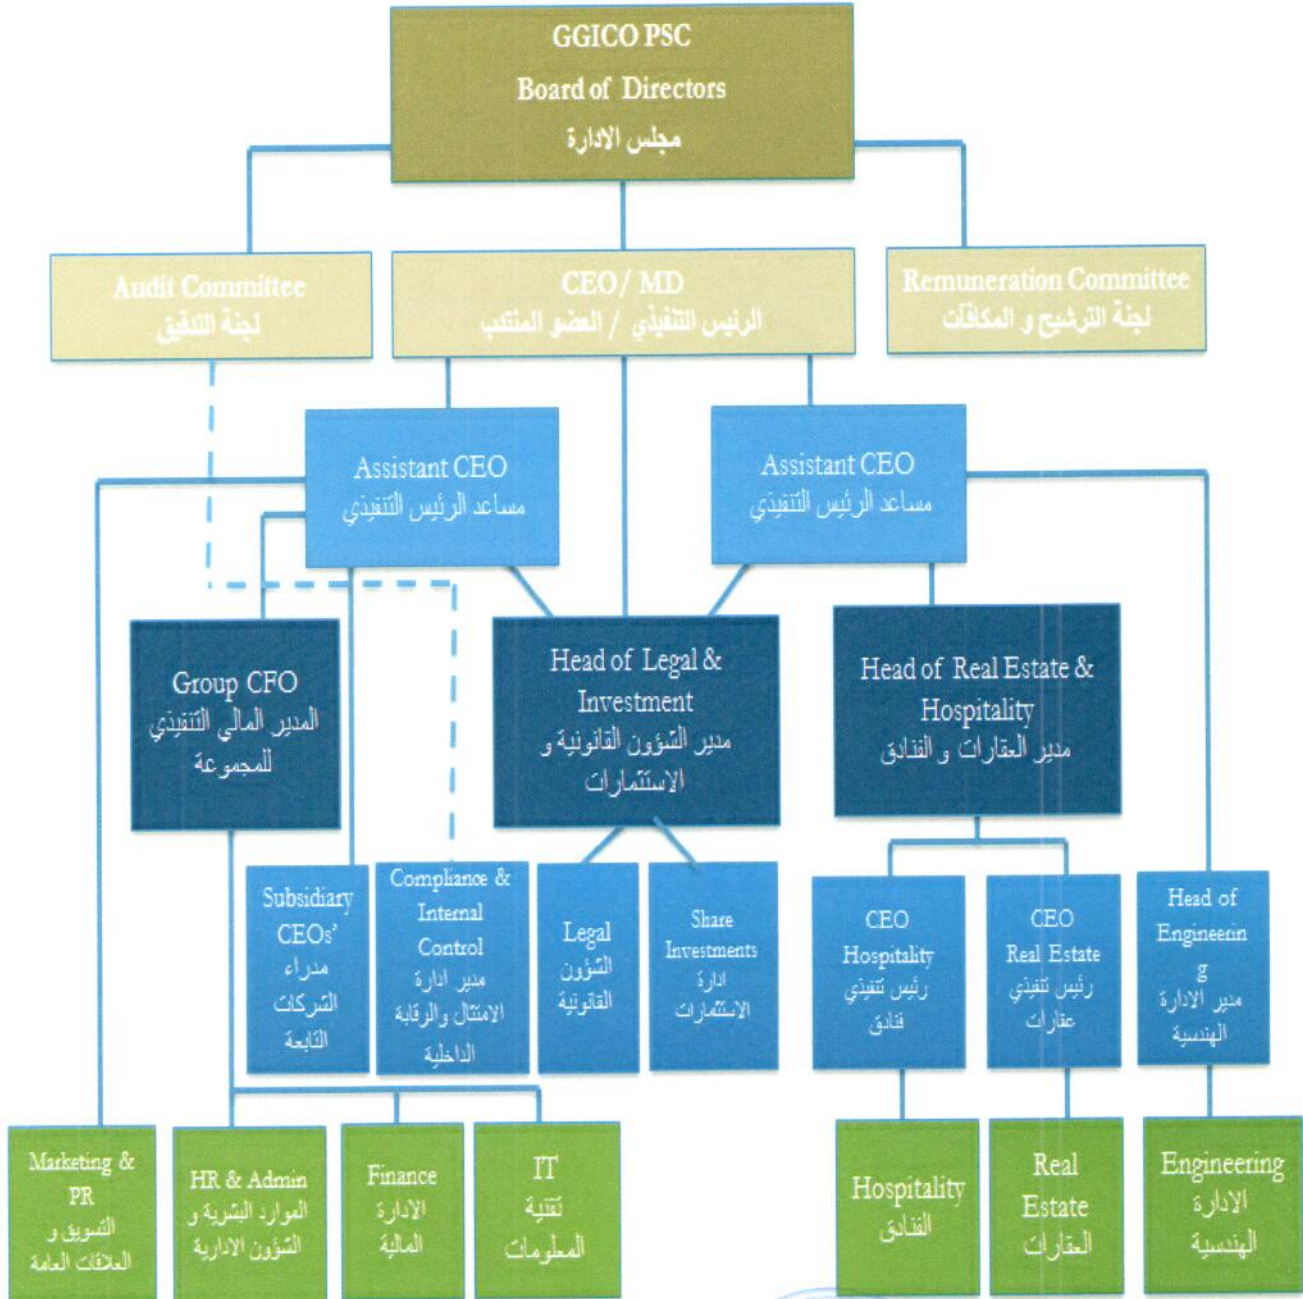 GGICO PSC
Board of Directors
مجلس الادارة
Audit Committee
لجنة التدقيق
CEO/ MD
الرئيس التنفيذي / العضو المنتدب
Remuneration Committee
لجنة الترشيح و المكافآت
Assistant CEO
مساعد الرئيس التنفيذي
Assistant CEO
مساعد الرئيس التنفيذي
Group CFO
المدير المالي التنفيذي
للمجموعة
Head of Legal &
Investment
مدير الشؤون القانونية و
الاستثمارات
Head of Real Estate &
Hospitality
مدير العقارات و الفنادق
Subsidiary
CEOs'
مدراء
الشركات
التابعة
Compliance &
Internal
Control
مدير ادارة
الامتثال والرقابة
الداخلية
Legal
الشؤون
القانونية
Share
Investments
ادارة
الاستثمارات
CEO
Hospitality
رئيس تنفيذي
فنادق
CEO
Real Estate
رئيس تنفيذي
عقارات
Head of
Engineerin
g
مدير الادارة
الهندسية
Marketing &
PR
التسويق و
العلاقات العامة
HR & Admin
الموارد البشرية و
الشؤون الادارية
Finance
الادارة
المالية
IT
تقنية
المعلومات
Hospitality
الفنادق
Real
Estate
العقارات
Engineering
الادارة
الهندسية